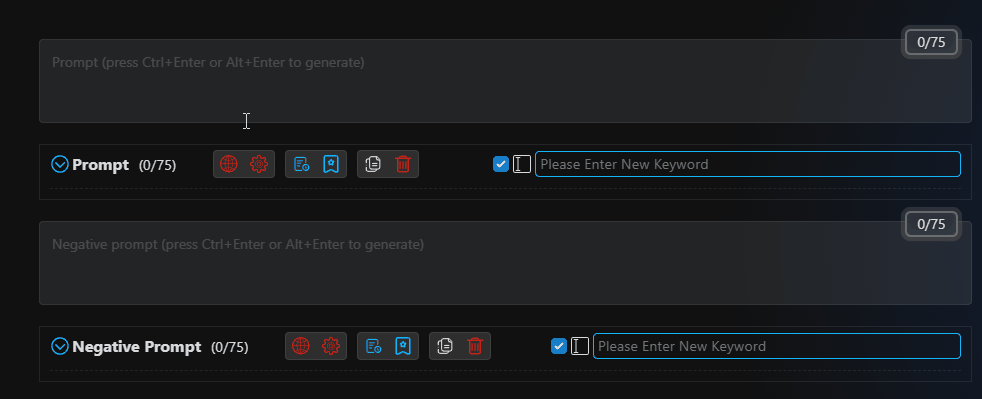 0/75
Prompt (press Ctrl+Enter or Alt+Enter to generate)
Prompt (0/75) Please Enter New Keyword
0/75
Negative prompt (press Ctrl+Enter or Alt+Enter to generate)
Negative Prompt (0/75) Please Enter New Keyword